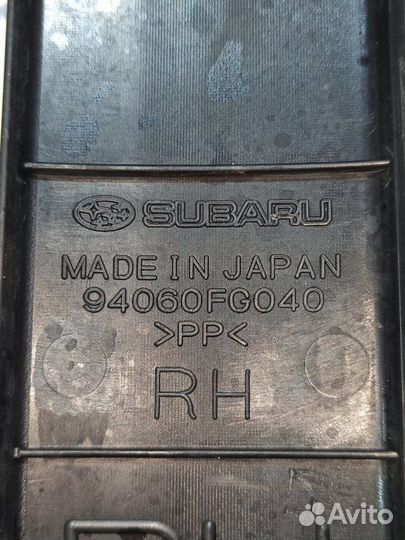 SUBARU
MADE IN JAPAN
94060FG040
>PP<
RH
Avito